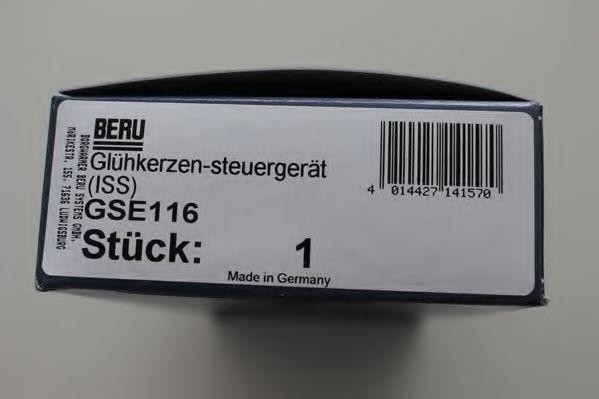 BERU
Glühkerzen-steuergerät
(ISS)
GSE116
Stück: 1
Made in Germany
4 014427 141570
BORGWARNER BERU SYSTEMS GMBH,
MÖRIKESTR. 155, 71636 LUDWIGSBURG